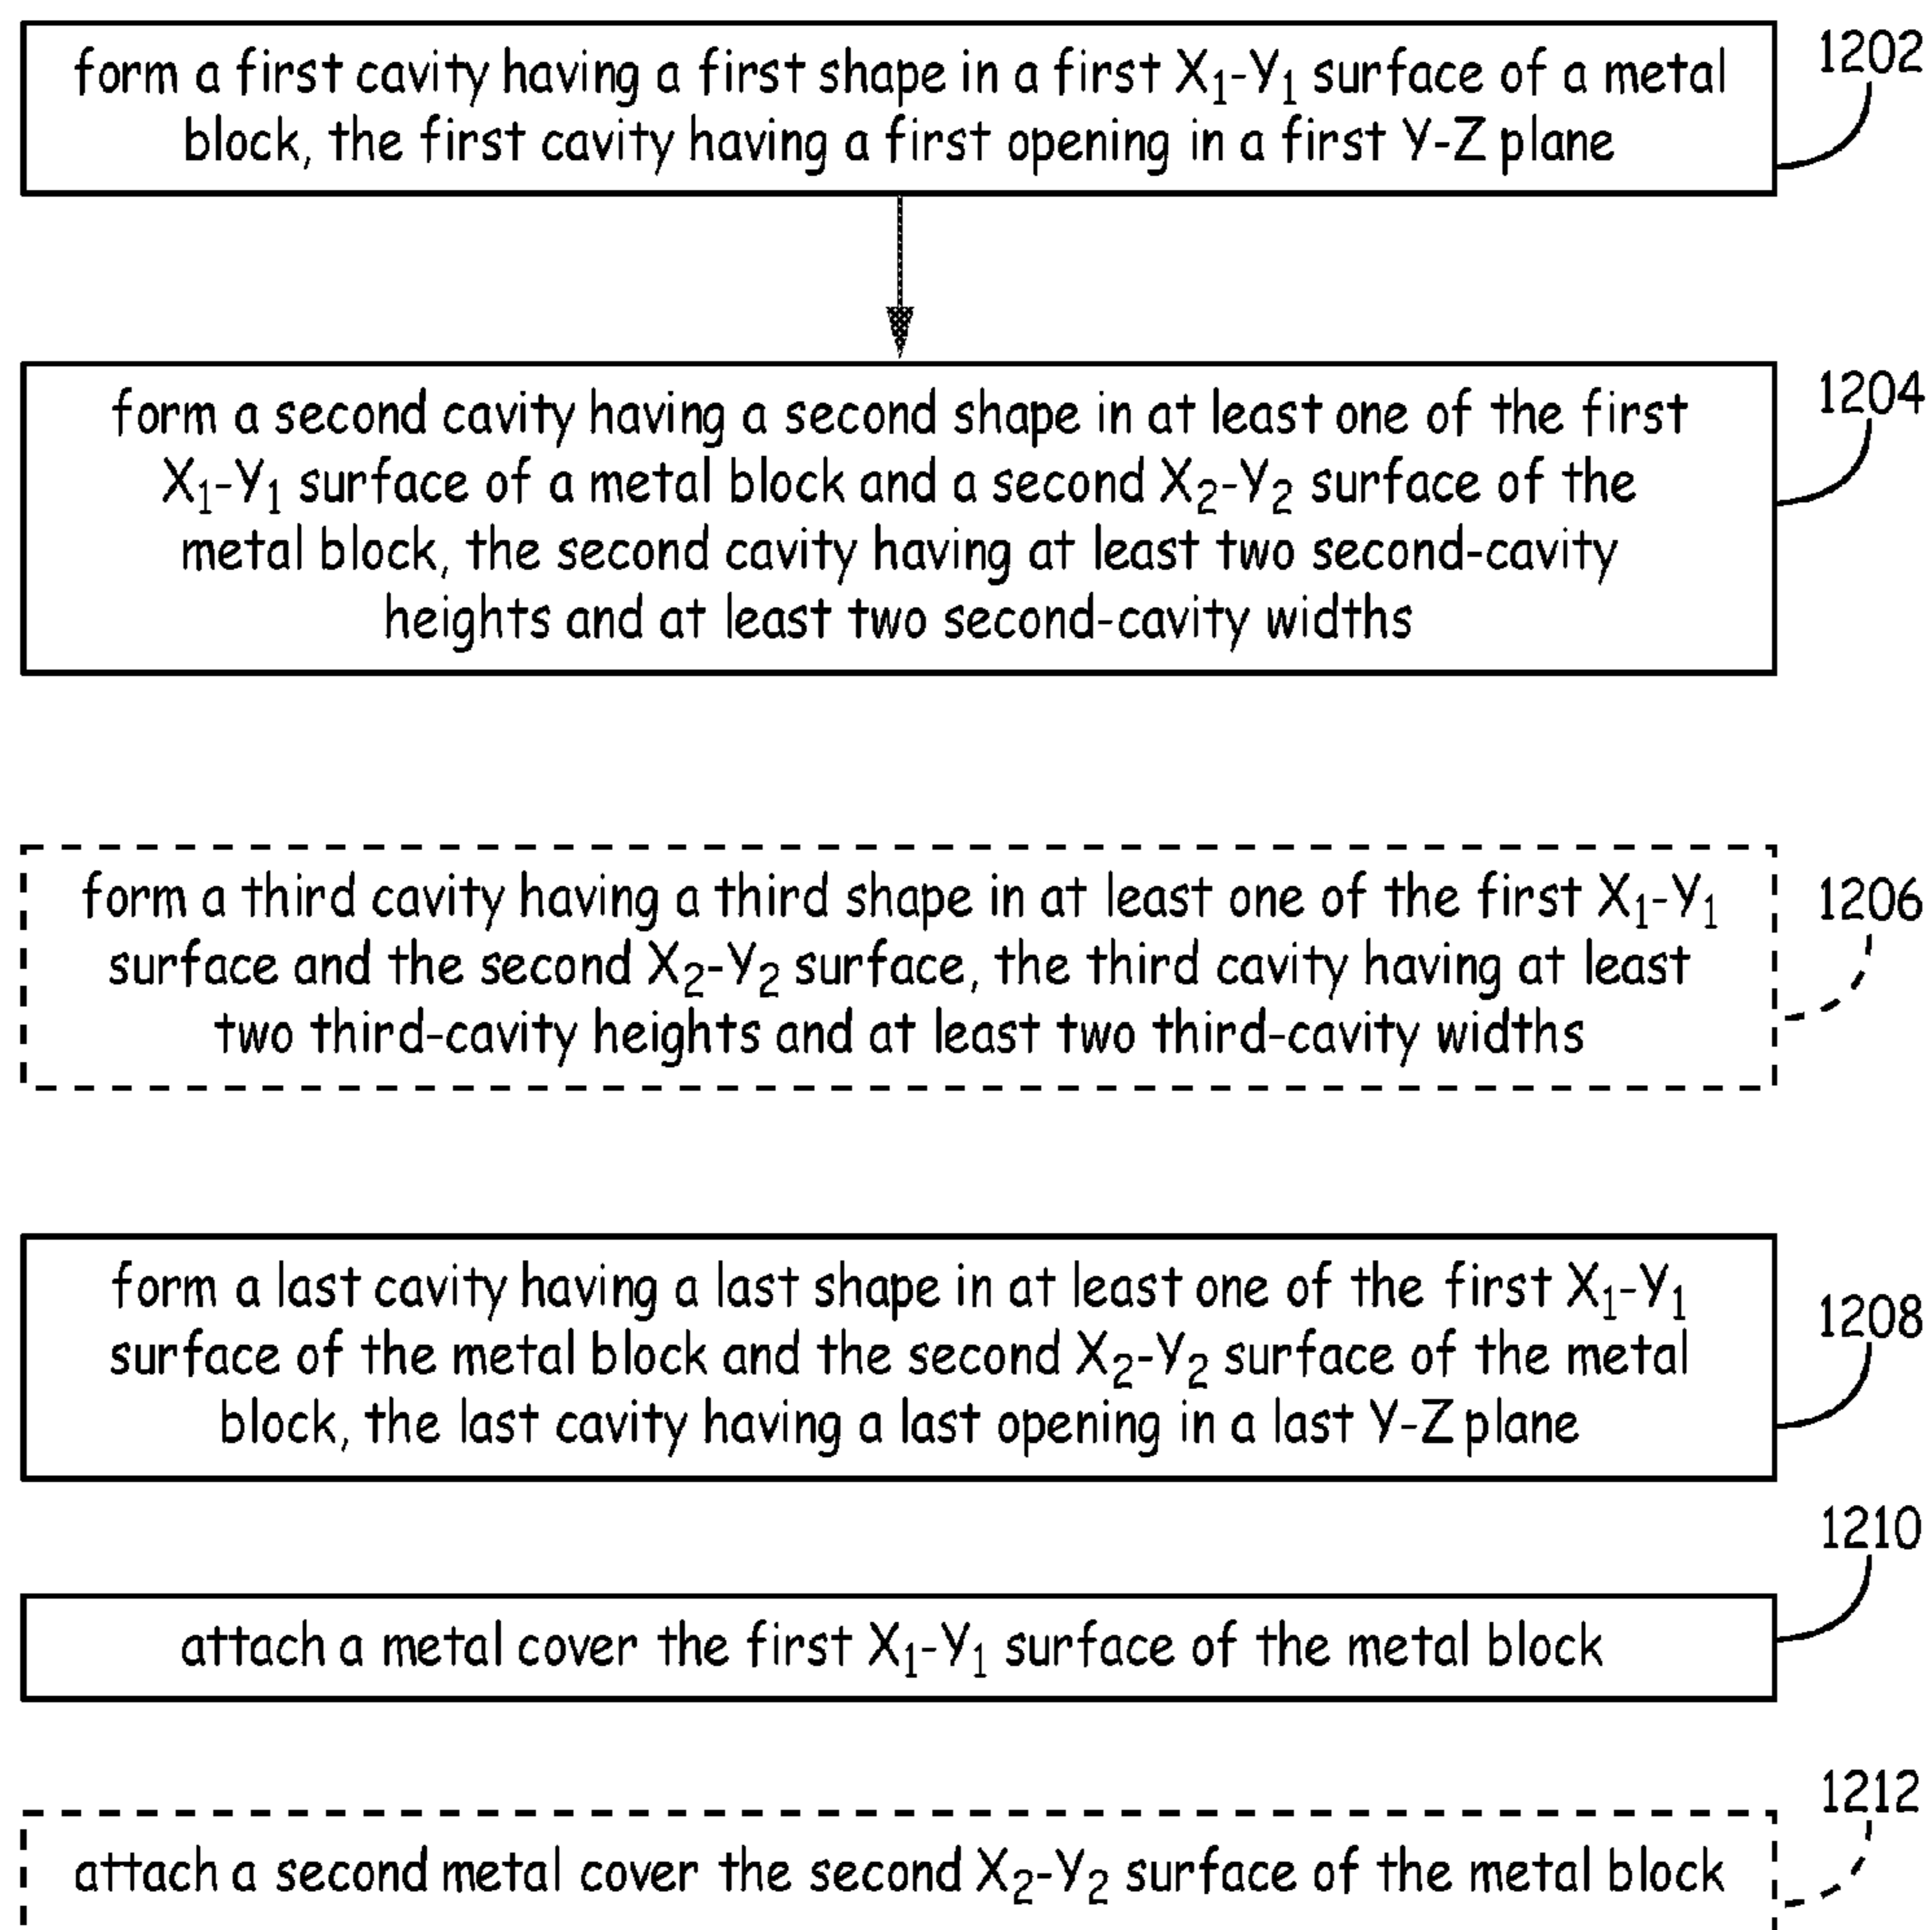 form a first cavity having a first shape in a first X₁-Y₁ surface of a metal
block, the first cavity having a first opening in a first Y-Z plane
1202
form a second cavity having a second shape in at least one of the first
X₁-Y₁ surface of a metal block and a second X₂-Y₂ surface of the
metal block, the second cavity having at least two second-cavity
heights and at least two second-cavity widths
1204
form a third cavity having a third shape in at least one of the first X₁-Y₁
surface and the second X₂-Y₂ surface, the third cavity having at least
two third-cavity heights and at least two third-cavity widths
1206
form a last cavity having a last shape in at least one of the first X₁-Y₁
surface of the metal block and the second X₂-Y₂ surface of the metal
block, the last cavity having a last opening in a last Y-Z plane
1208
1210
attach a metal cover the first X₁-Y₁ surface of the metal block
1212
attach a second metal cover the second X₂-Y₂ surface of the metal block